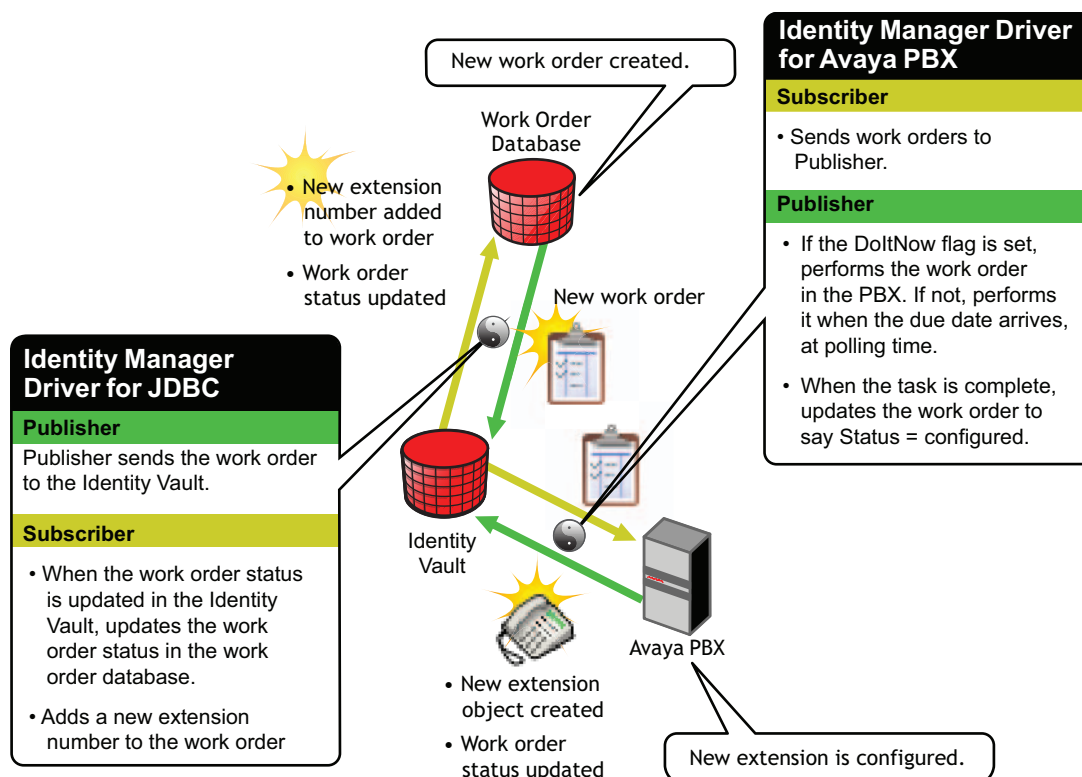 New work order created.
Work Order
Database
• New extension
number added
to work order
• Work order
status updated
New work order
Identity Manager Driver
for Avaya PBX
Subscriber
• Sends work orders to
Publisher.
Publisher
• If the DoItNow flag is set,
performs the work order
in the PBX. If not, performs
it when the due date arrives,
at polling time.
• When the task is complete,
updates the work order to
say Status = configured.
Identity Manager
Driver for JDBC
Publisher
Publisher sends the work order
to the Identity Vault.
Subscriber
• When the work order status
is updated in the Identity
Vault, updates the work
order status in the work
order database.
• Adds a new extension
number to the work order
Identity
Vault
Avaya PBX
• New extension
object created
• Work order
status updated
New extension is configured.